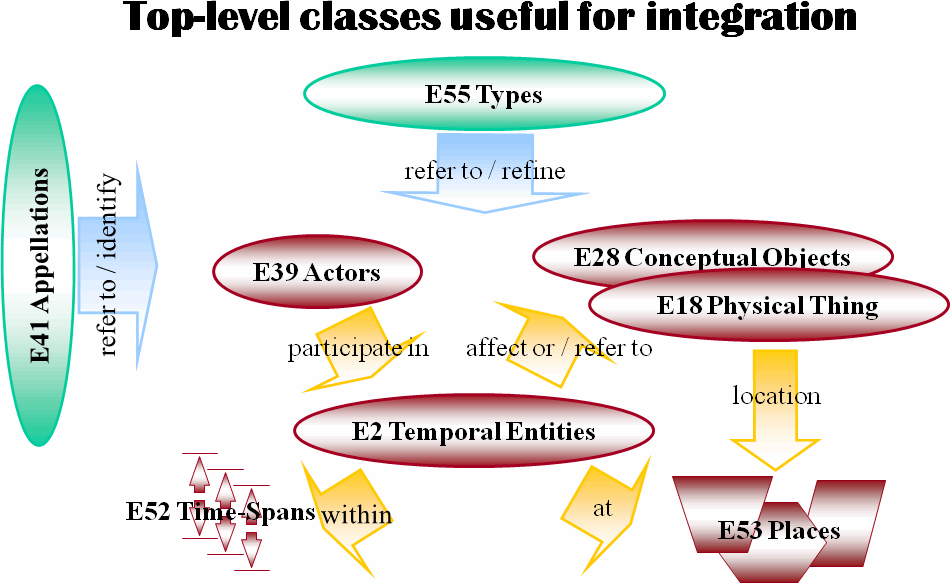 Top-level classes useful for integration
E55 Types
refer to / refine
E41 Appellations
refer to / identify
E39 Actors
E28 Conceptual Objects
E18 Physical Thing
participate in
affect or / refer to
location
E2 Temporal Entities
E52 Time-Spans
within
at
E53 Places